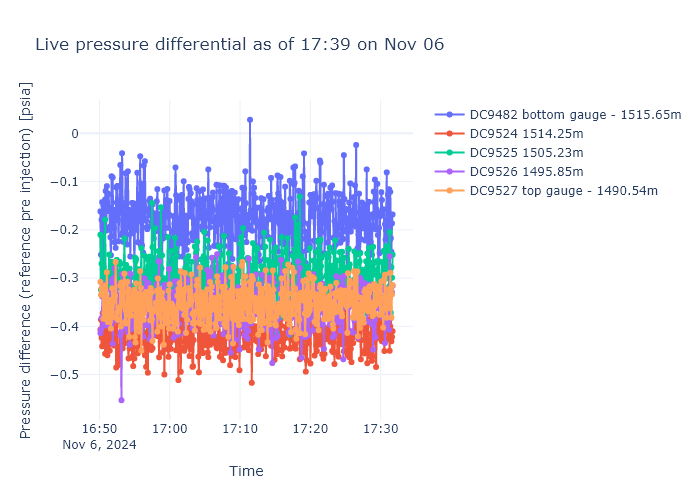 Live pressure differential as of 17:39 on Nov 06
Pressure difference (reference pre injection) [psia]
0
−0.1
−0.2
−0.3
−0.4
−0.5
16:50
Nov 6, 2024
17:00
17:10
17:20
17:30
Time
DC9482 bottom gauge - 1515.65m
DC9524 1514.25m
DC9525 1505.23m
DC9526 1495.85m
DC9527 top gauge - 1490.54m